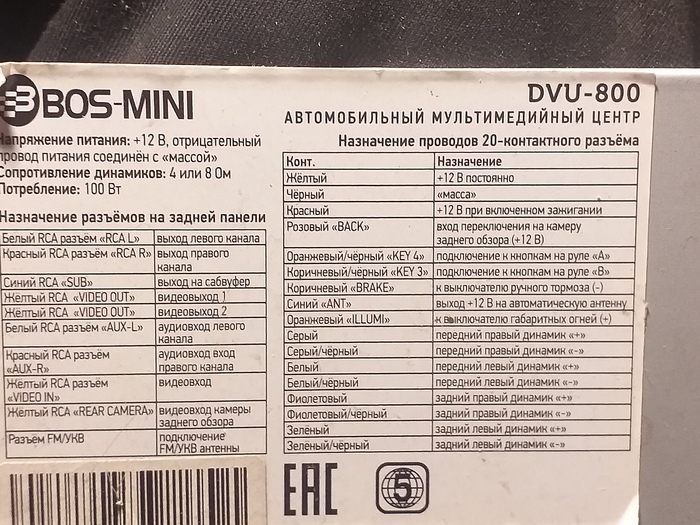 BOS-MINI
Напряжение питания: +12 В, отрицательный
провод питания соединён с «массой»
Сопротивление динамиков: 4 или 8 Ом
Потребление: 100 Вт
Назначение разъёмов на задней панели
Белый RCA разъём «RCA L» выход левого канала
Красный RCA разъём «RCA R» выход правого
канала
Синий RCA «SUB» выход на сабвуфер
Жёлтый RCA «VIDEO OUT» видеовыход 1
Жёлтый RCA «VIDEO OUT» видеовыход 2
Белый RCA разъём «AUX-L» аудиовход левого
канала
Красный RCA разъём аудиовход вход
«AUX-R» правого канала
Жёлтый RCA разъём видеовход
«VIDEO IN»
Жёлтый RCA «REAR CAMERA» видеовход камеры
заднего обзора
Разъём FM/УКВ подключение
FM/УКВ антенны
DVU-800
АВТОМОБИЛЬНЫЙ МУЛЬТИМЕДИЙНЫЙ ЦЕНТР
Назначение проводов 20-контактного разъёма
Конт. Назначение
Жёлтый +12 В постоянно
Чёрный «масса»
Красный +12 В при включенном зажигании
Розовый «BACK» вход переключения на камеру
заднего обзора (+12 В)
Оранжевый/чёрный «KEY 4» подключение к кнопкам на руле «A»
Коричневый/чёрный «KEY 3» подключение к кнопкам на руле «B»
Коричневый «BRAKE» к выключателю ручного тормоза (-)
Синий «ANT» выход +12 В на автоматическую антенну
Оранжевый «ILLUMI» к выключателю габаритных огней (+)
Серый передний правый динамик «+»
Серый/чёрный передний правый динамик «-»
Белый передний левый динамик «+»
Белый/чёрный передний левый динамик «-»
Фиолетовый задний правый динамик «+»
Фиолетовый/чёрный задний правый динамик «-»
Зелёный задний левый динамик «+»
Зелёный/чёрный задний левый динамик «-»
EAC
5